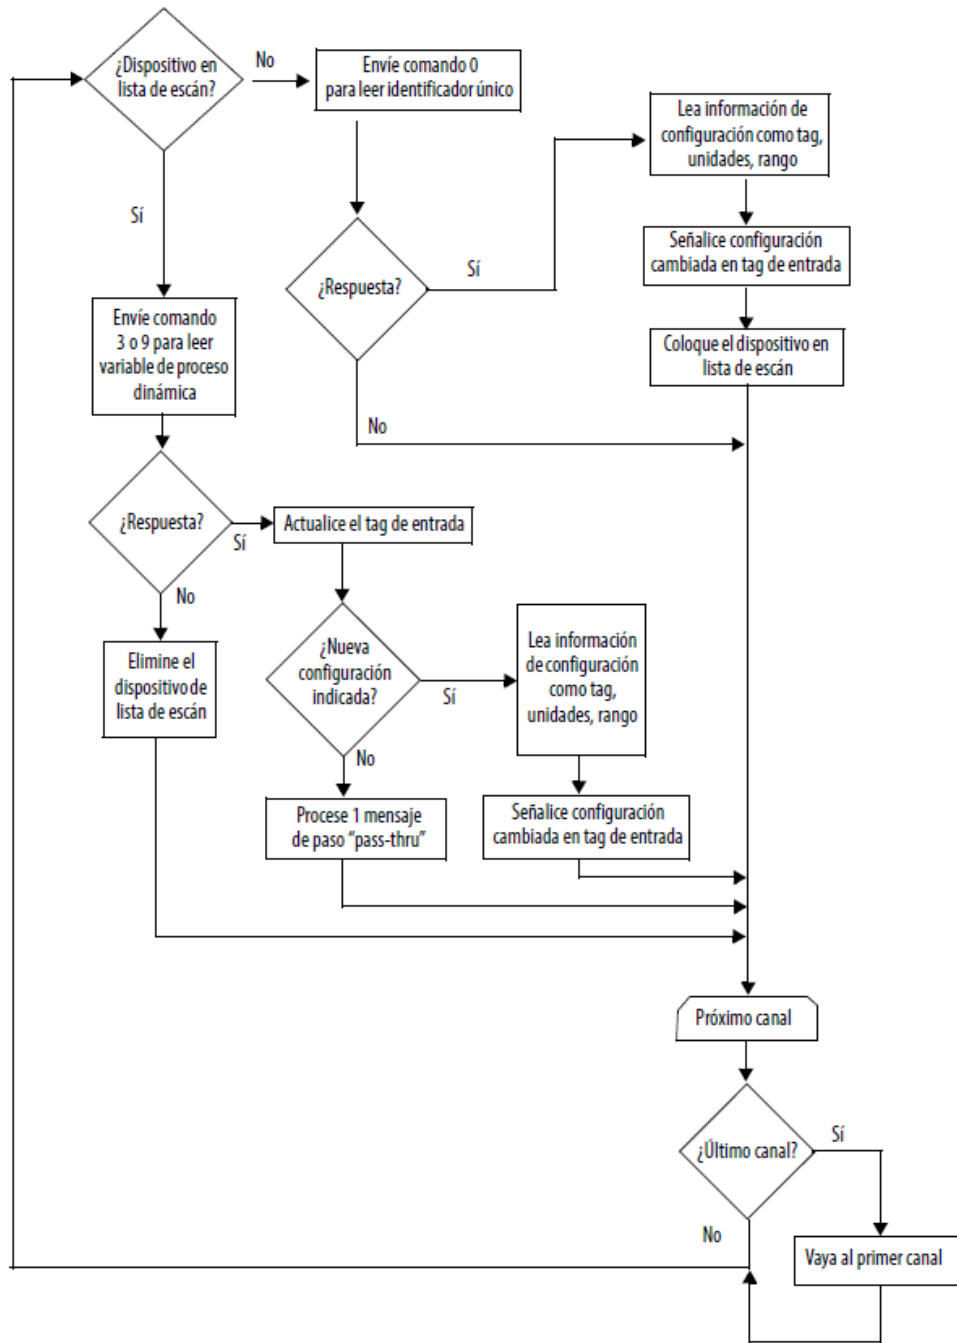 ¿Dispositivo en
lista de escán?
No
Envíe comando 0
para leer identificador único
Lea información de
configuración como tag,
unidades, rango
Sí
¿Respuesta?
Sí
Señalice configuración
cambiada en tag de entrada
Envíe comando
3 o 9 para leer
variable de proceso
dinámica
Coloque el dispositivo en
lista de escán
No
¿Respuesta?
Sí
Actualice el tag de entrada
No
Elimine el
dispositivo de
lista de escán
¿Nueva
configuración
indicada?
Sí
Lea información
de configuración
como tag,
unidades, rango
No
Procese 1 mensaje
de paso “pass-thru”
Señalice configuración
cambiada en tag de entrada
Próximo canal
¿Último canal?
Sí
No
Vaya al primer canal